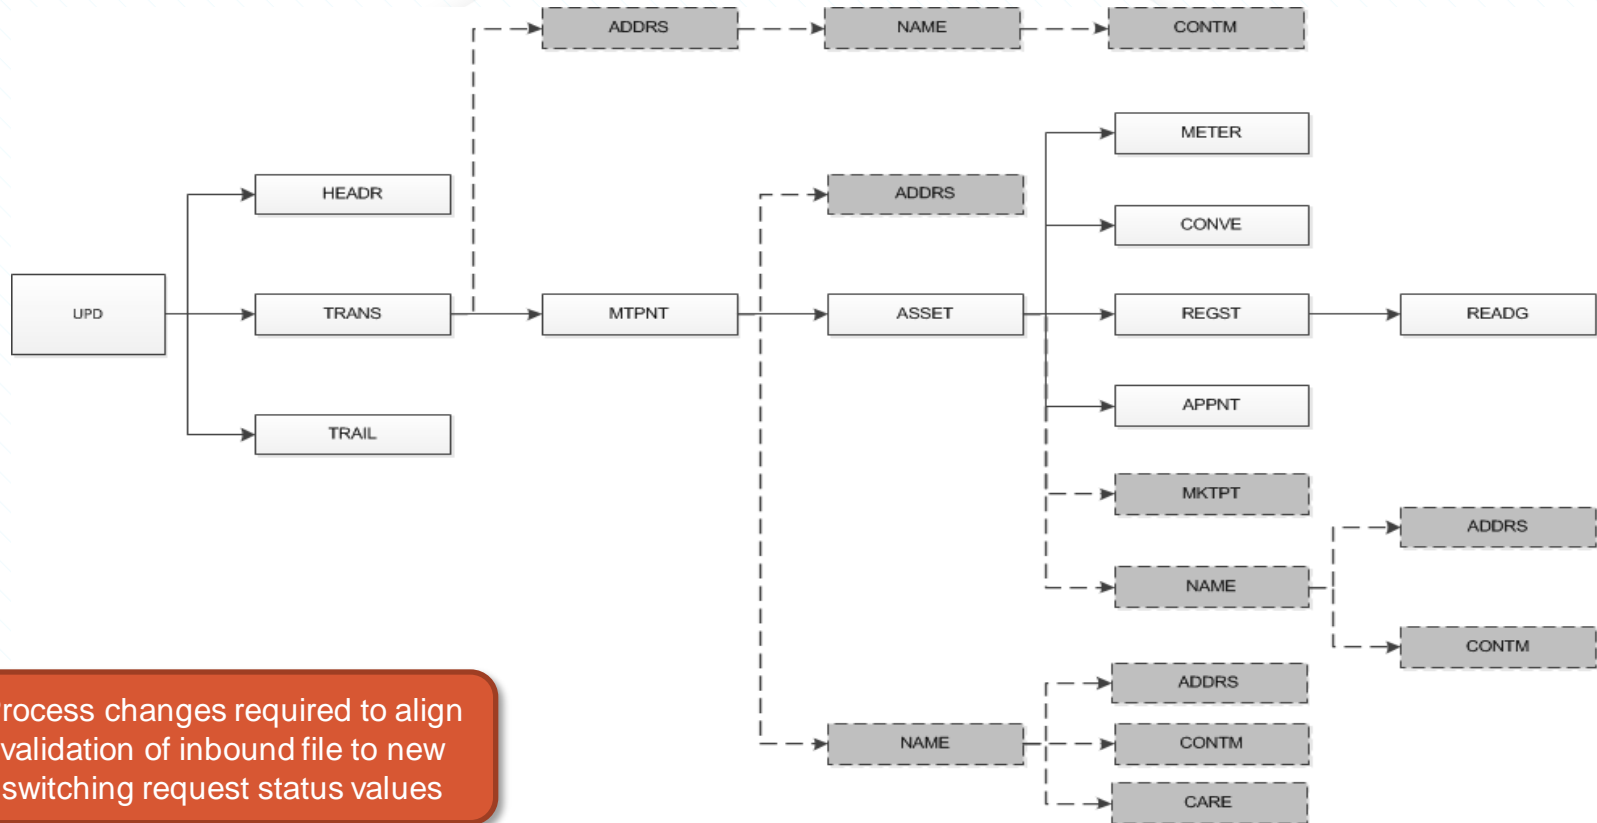 ADDRS
NAME
CONTM
METER
HEADR
ADDRS
CONVE
UPD
TRANS
MTPNT
ASSET
REGST
READG
APPNT
TRAIL
MKTPT
ADDRS
NAME
CONTM
ADDRS
NAME
CONTM
CARE
rocess changes required to align
validation of inbound file to new
switching request status values